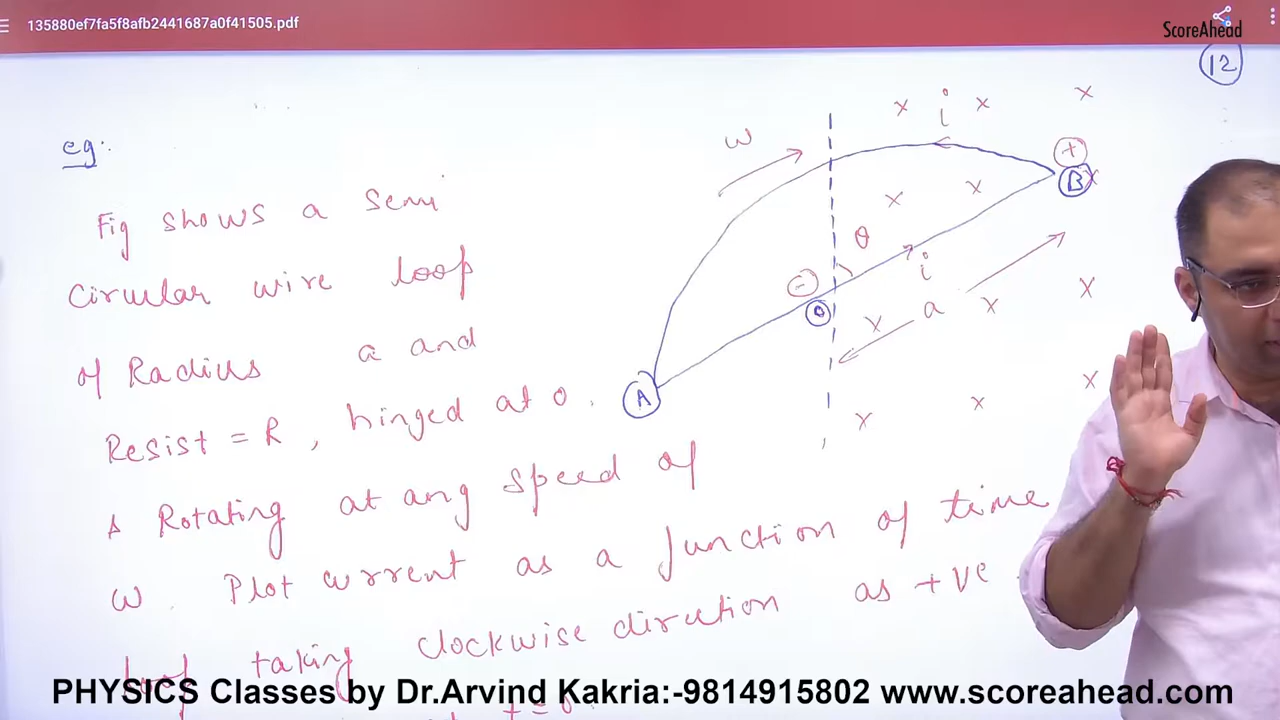 135880ef7fa5f8afb2441687a0f41505.pdf
ScoreAhead
12
eg:
Fig shows a semi
circular wire loop
of Radius a and
Resist = R, hinged at O.
& Rotating at ang speed of
ω. Plot current as a function of time
loop taking clockwise direction as +ve
t=0.
ω
x i x x
+
B x
x x
θ
i
-
O
x a x x
A
x x x
PHYSICS Classes by Dr.Arvind Kakria:-9814915802 www.scoreahead.com